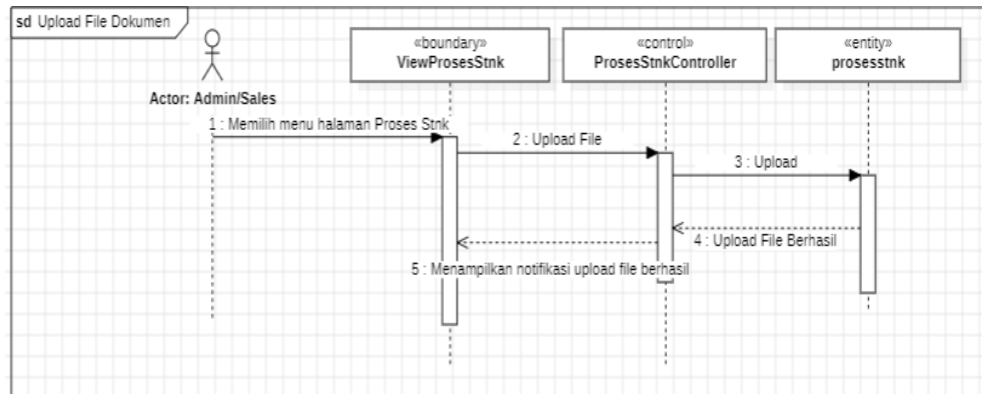 sd Upload File Dokumen
«boundary»
ViewProsesStnk
«control»
ProsesStnkController
«entity»
prosesstnk
Actor: Admin/Sales
1 : Memilih menu halaman Proses Stnk
2 : Upload File
3 : Upload
4 : Upload File Berhasil
5 : Menampilkan notifikasi upload file berhasil